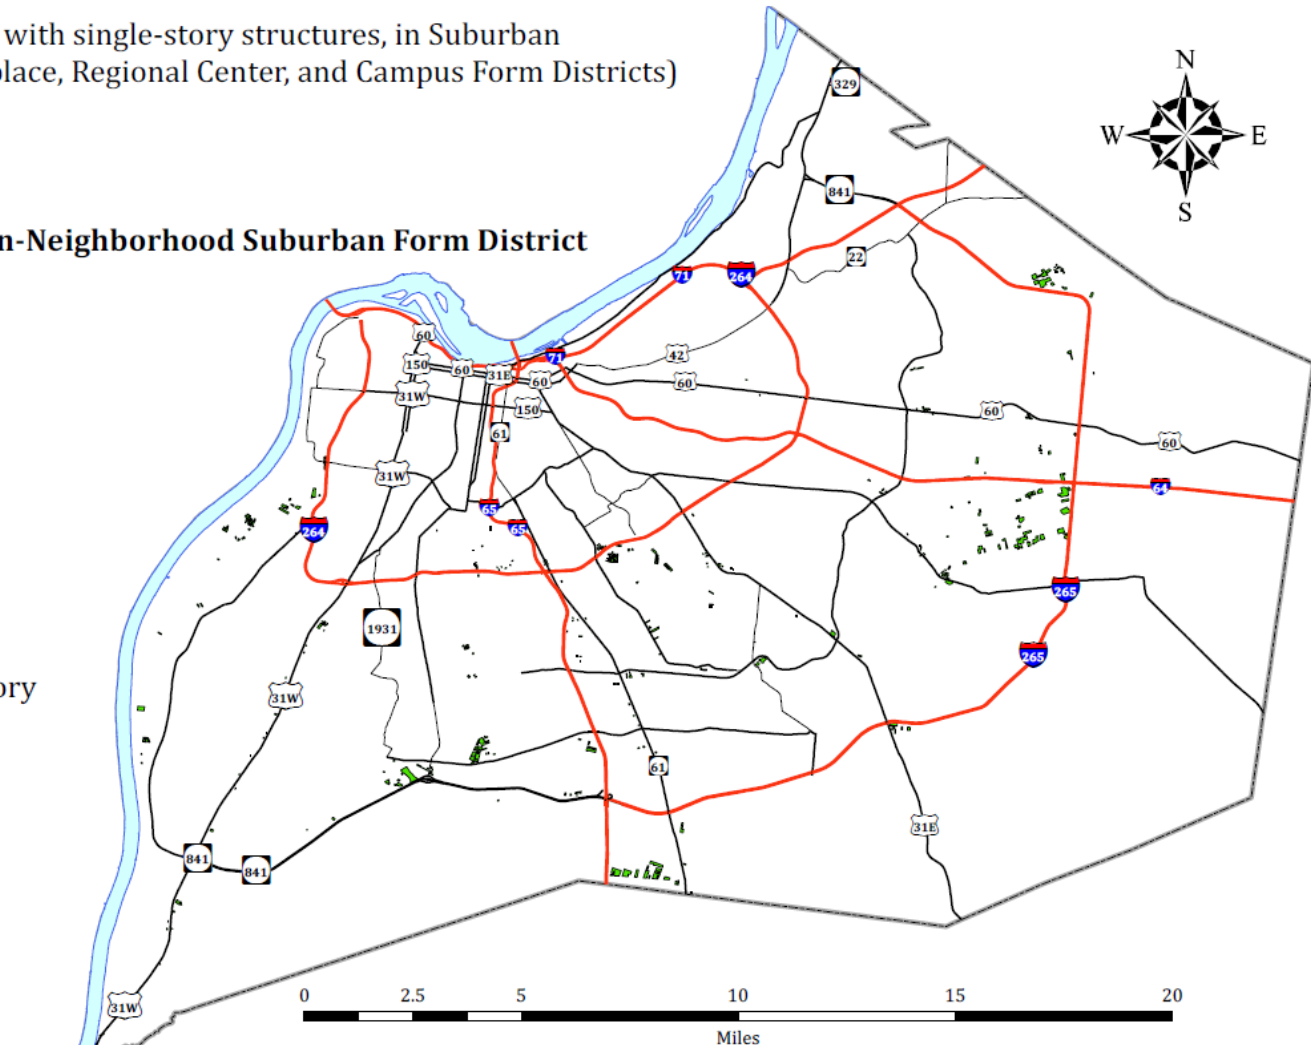 with single-story structures, in Suburban
place, Regional Center, and Campus Form Districts)
N
W E
S
329
841
n-Neighborhood Suburban Form District
22
71
264
60
71
42
150
60
31E
60
60
31W
150
60
61
60
31W
64
65
264
65
265
1931
265
ory
31W
61
31E
841
841
31W
0 2.5 5 10 15 20
Miles